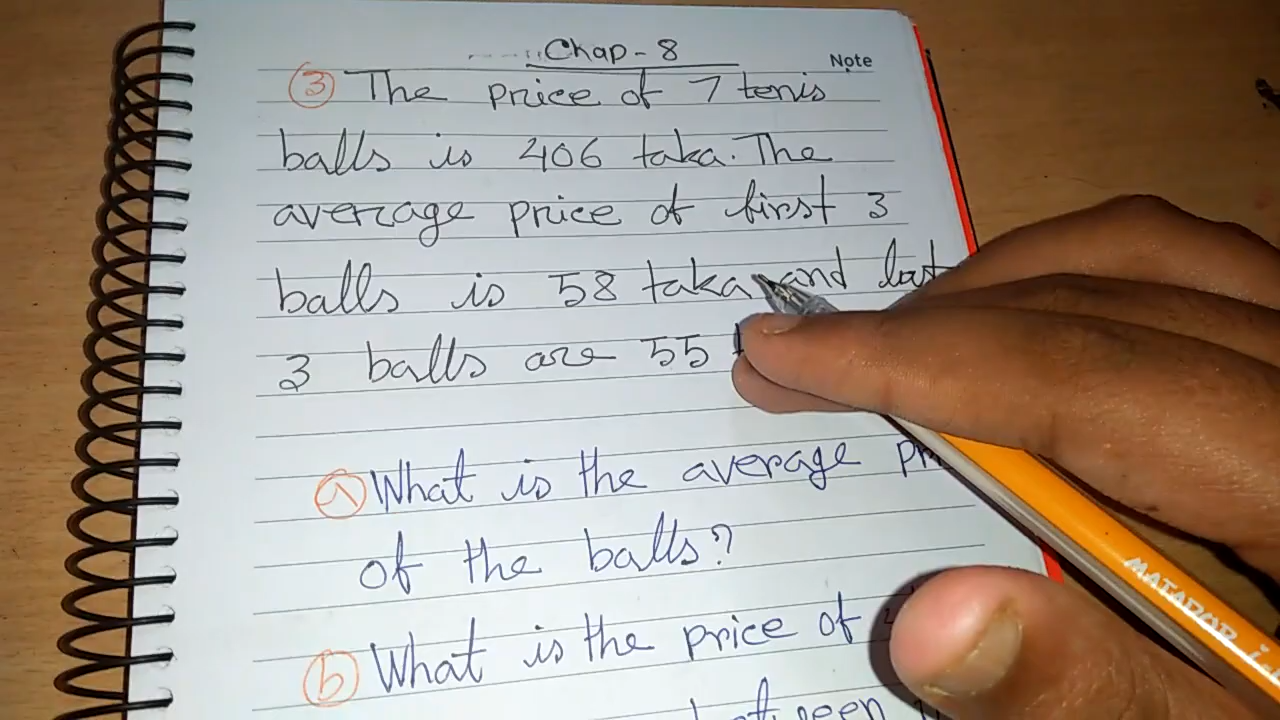 Chap - 8
Note
③ The price of 7 tenis
balls is 406 taka. The
average price of first 3
balls is 58 taka and last
3 balls are 55
ⓐ What is the average
of the balls?
ⓑ What is the price of
MATADOR